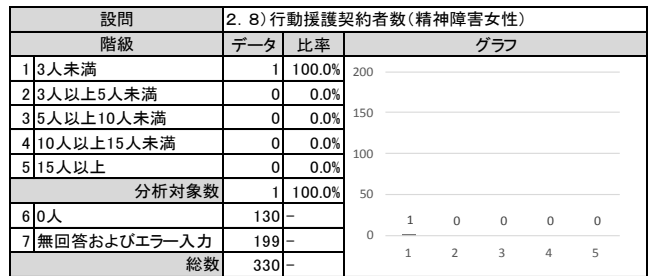 設問 2. 8)行動援護契約者数(精神障害女性)
階級 データ 比率 グラフ
1 3人未満 1 100.0%
2 3人以上5人未満 0 0.0%
3 5人以上10人未満 0 0.0%
4 10人以上15人未満 0 0.0%
5 15人以上 0 0.0%
分析対象数 1 100.0%
6 0人 130 -
7 無回答およびエラー入力 199 -
総数 330 -
200
150
100
50
0
1 0 0 0 0
1 2 3 4 5